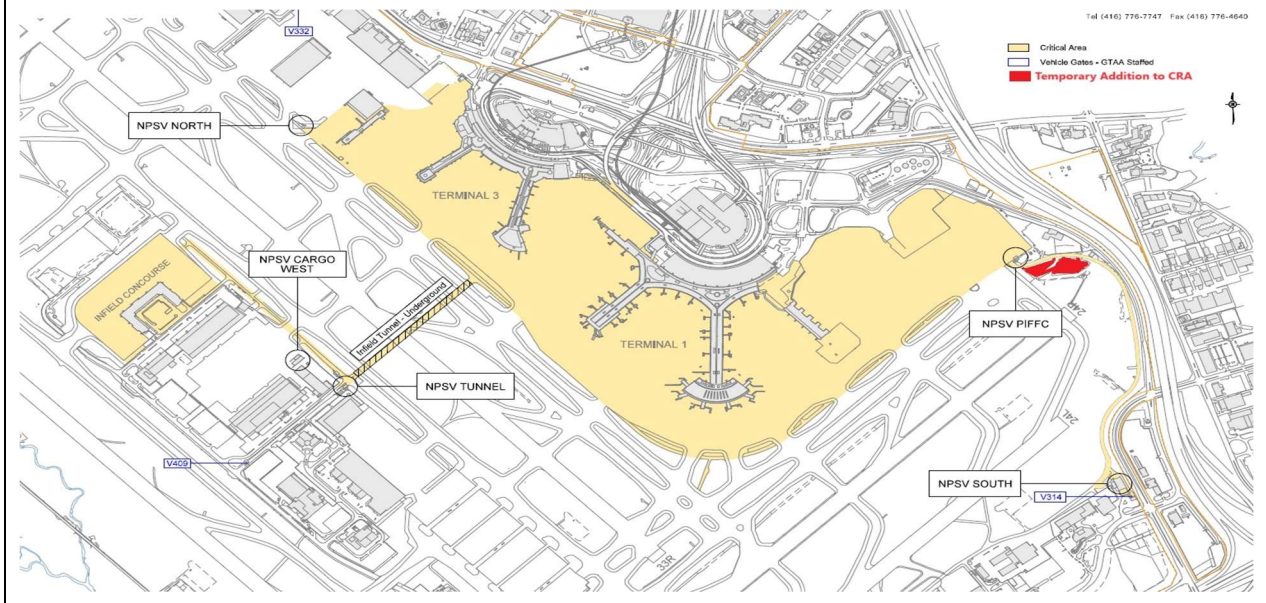 Tel (416) 776-7747 Fax (416) 776-4640
V332
Critical Area
Vehicle Gates - GTAA Staffed
Temporary Addition to CRA
NPSV NORTH
TERMINAL 3
NPSV CARGO
WEST
INFIELD CONCOURSE
Infield Tunnel - Underground
NPSV PIFFC
24R
TERMINAL 1
NPSV TUNNEL
24L
V409
NPSV SOUTH
V314
33R